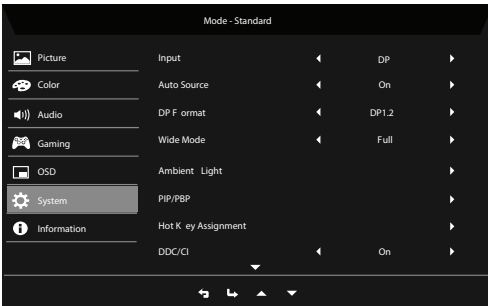 Mode - Standard
Picture
Input DP
Color
Auto Source On
Audio
DP F ormat DP1.2
Gaming
Wide Mode Full
OSD
Ambient Light
System
PIP/PBP
Information
Hot K ey Assignment
DDC/CI On